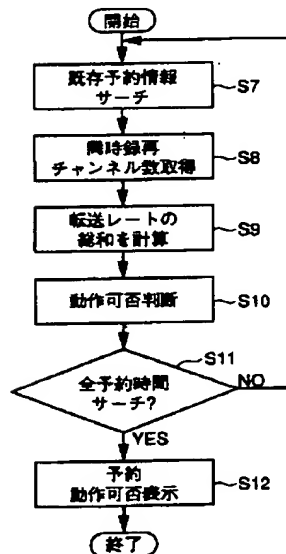 開始
既存予約情報
サーチ
S7
同時録再
チャンネル数取得
S8
転送レートの
総和を計算
S9
動作可否判断
S10
S11
全予約時間
サーチ?
NO
YES
予約
動作可否表示
S12
終了